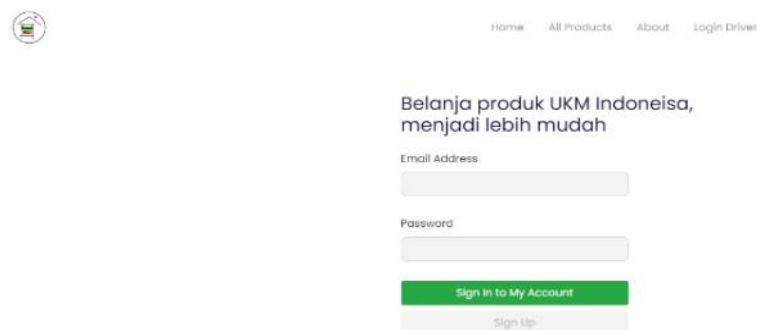 Home All Products About Login Driver
Belanja produk UKM Indoneisa,
menjadi lebih mudah
Email Address
Password
Sign In to My Account
Sign Up